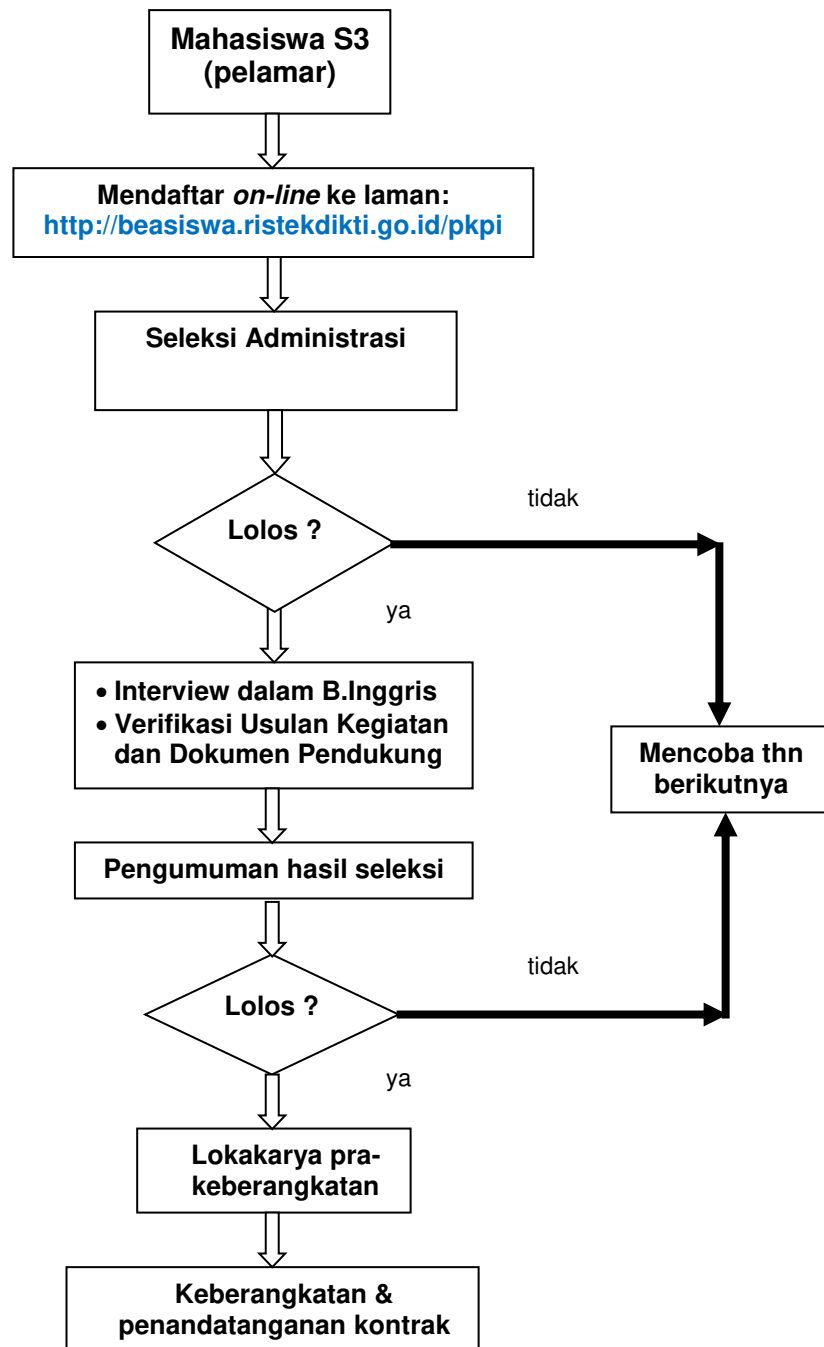 Mahasiswa S3
(pelamar)
Mendaftar on-line ke laman:
http://beasiswa.ristekdikti.go.id/pkpi
Seleksi Administrasi
Lolos ?
tidak
ya
• Interview dalam B.Inggris
• Verifikasi Usulan Kegiatan
dan Dokumen Pendukung
Mencoba thn
berikutnya
Pengumuman hasil seleksi
Lolos ?
tidak
ya
Lokakarya pra-
keberangkatan
Keberangkatan &
penandatanganan kontrak